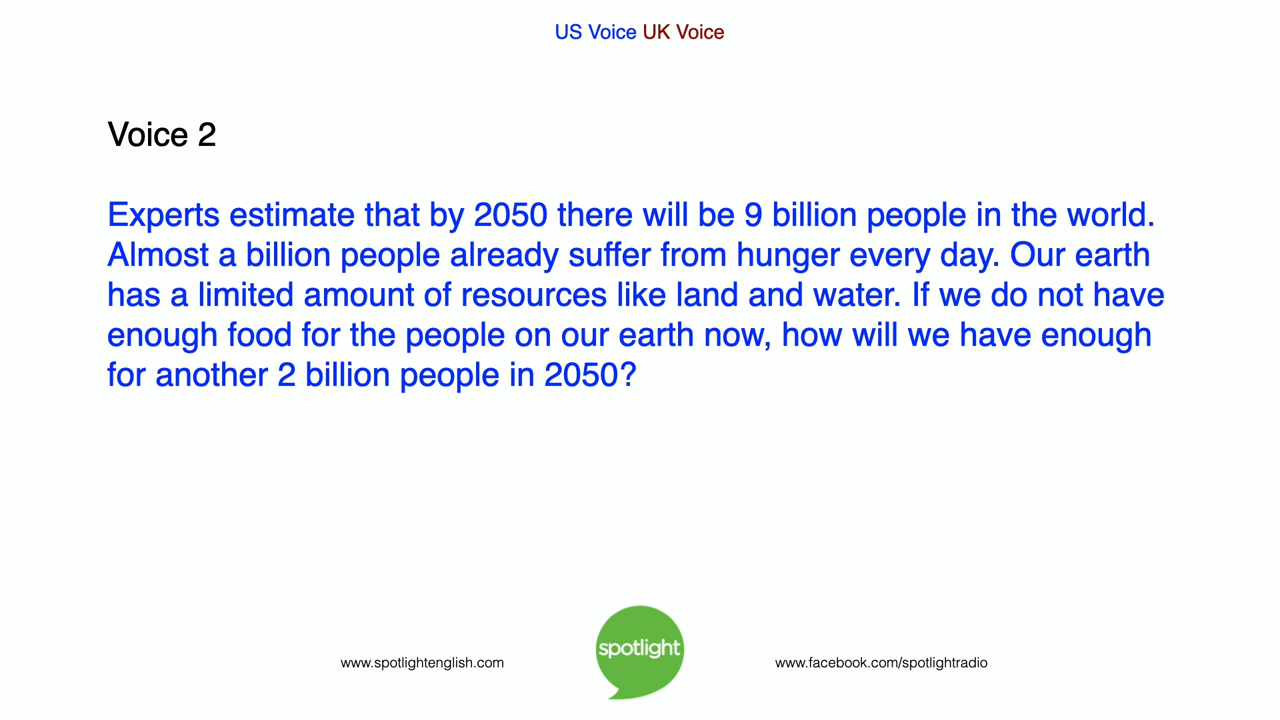 US Voice UK Voice
Voice 2
Experts estimate that by 2050 there will be 9 billion people in the world.
Almost a billion people already suffer from hunger every day. Our earth
has a limited amount of resources like land and water. If we do not have
enough food for the people on our earth now, how will we have enough
for another 2 billion people in 2050?
spotlight
www.spotlightenglish.com
www.facebook.com/spotlightradio